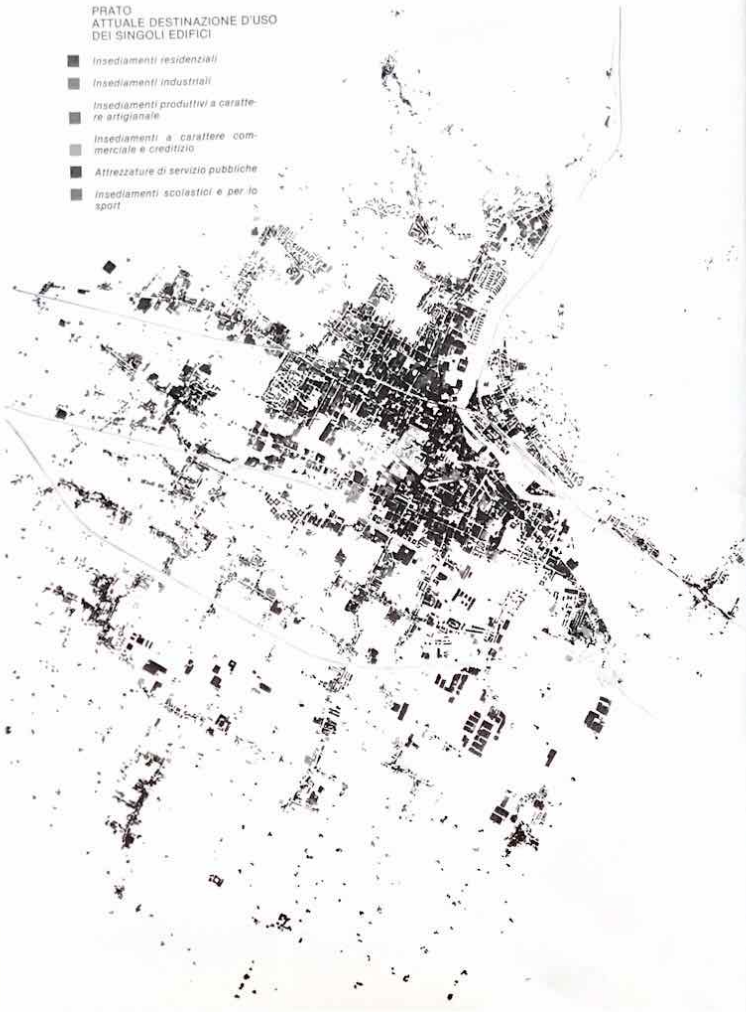 PRATO
ATTUALE DESTINAZIONE D'USO
DEI SINGOLI EDIFICI
Insediamenti residenziali
Insediamenti industriali
Insediamenti produttivi a caratte-
re artigianale
Insediamenti a carattere com-
merciale e creditizio
Attrezzature di servizio pubbliche
Insediamenti scolastici e per lo
sport